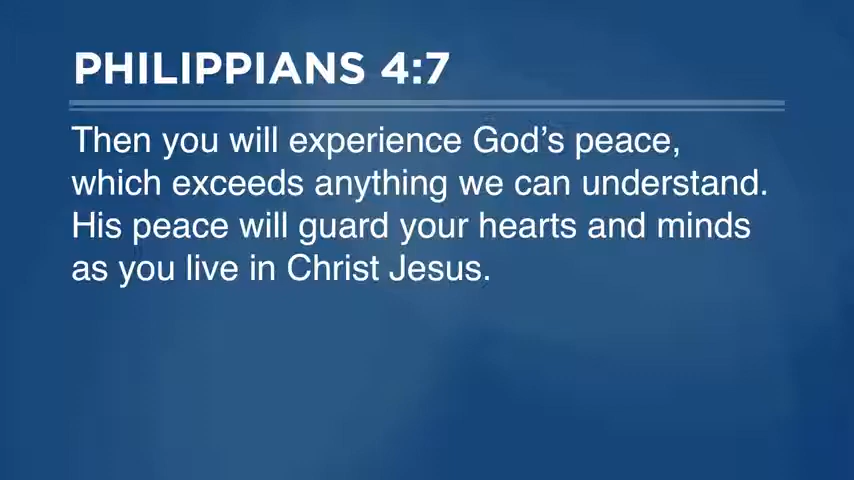 PHILIPPIANS 4:7
Then you will experience God’s peace,
which exceeds anything we can understand.
His peace will guard your hearts and minds
as you live in Christ Jesus.